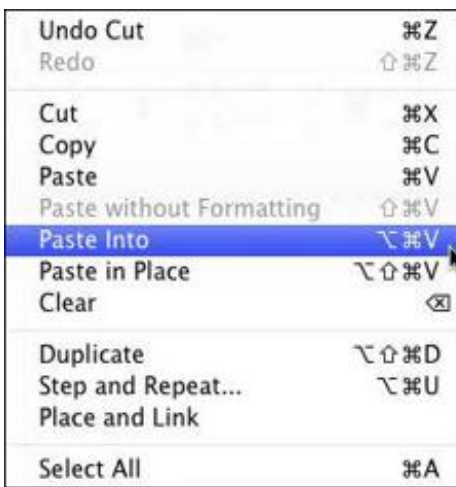 Undo Cut ⌘Z
Redo ⇧⌘Z
Cut ⌘X
Copy ⌘C
Paste ⌘V
Paste without Formatting ⇧⌘V
Paste Into ⌥⌘V
Paste in Place ⌥⇧⌘V
Clear ⌫
Duplicate ⌥⇧⌘D
Step and Repeat... ⌥⌘U
Place and Link
Select All ⌘A